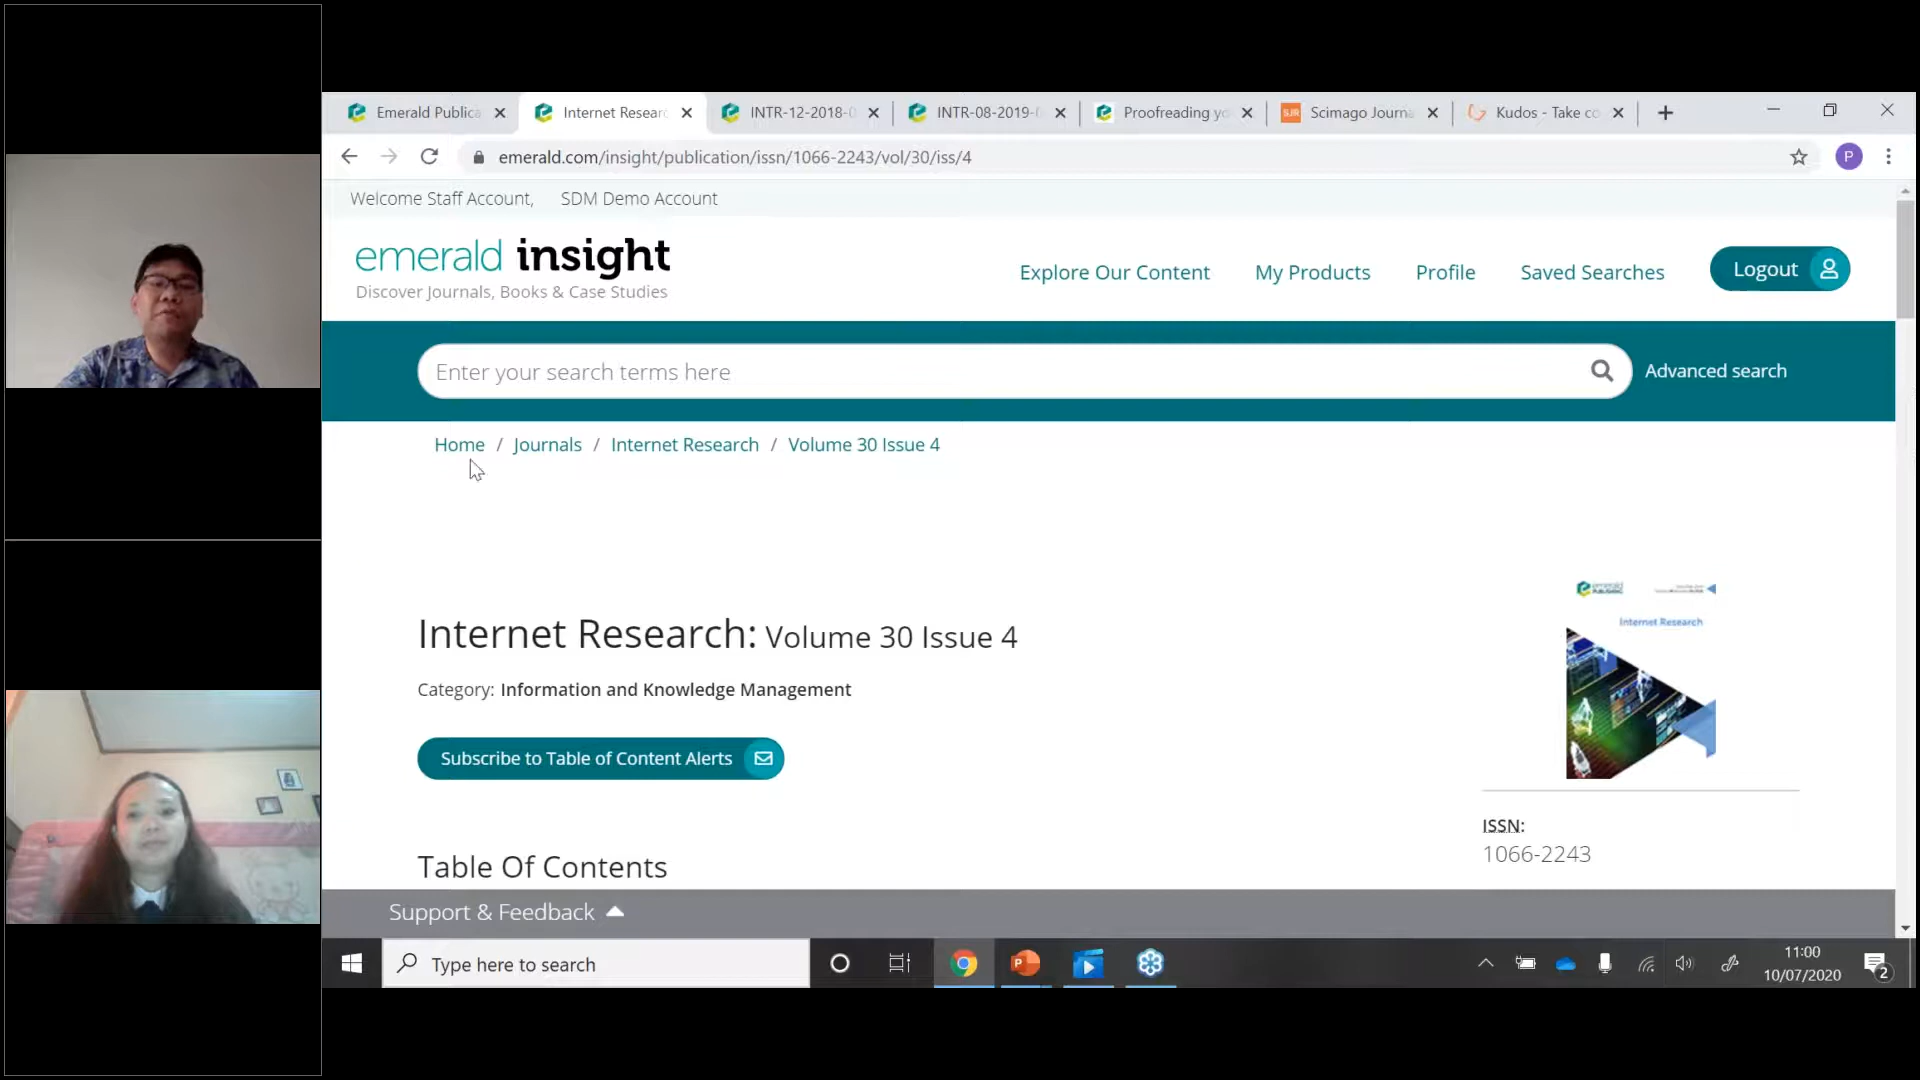 Emerald Publica
Internet Researc
INTR-12-2018-0
INTR-08-2019-0
Proofreading yo
SJR
Scimago Journa
Kudos - Take co
emerald.com/insight/publication/issn/1066-2243/vol/30/iss/4
P
Welcome Staff Account, SDM Demo Account
emerald insight
Discover Journals, Books & Case Studies
Explore Our Content
My Products
Profile
Saved Searches
Logout
Enter your search terms here
Advanced search
Home / Journals / Internet Research / Volume 30 Issue 4
Internet Research: Volume 30 Issue 4
Category: Information and Knowledge Management
Subscribe to Table of Content Alerts
emerald
PUBLISHING
Internet Research
ISSN:
1066-2243
Table Of Contents
Support & Feedback
Type here to search
P
11:00
10/07/2020
2